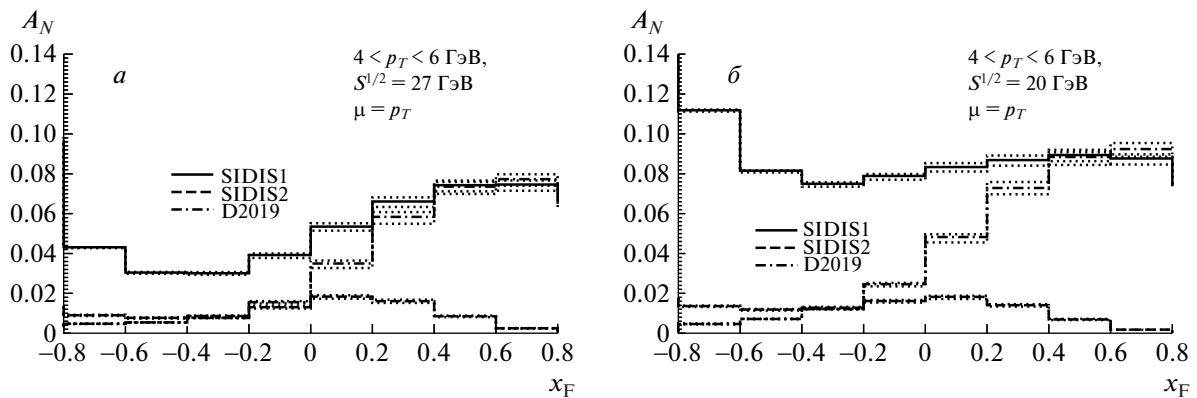 A_N
0.14
0.12
0.10
0.08
0.06
0.04
0.02
0
а
4 < p_T < 6 ГэВ,
S^{1/2} = 27 ГэВ
μ = p_T
SIDIS1
SIDIS2
D2019
–0.8 –0.6 –0.4 –0.2 0 0.2 0.4 0.6 0.8
x_F
A_N
0.14
0.12
0.10
0.08
0.06
0.04
0.02
0
б
4 < p_T < 6 ГэВ,
S^{1/2} = 20 ГэВ
μ = p_T
SIDIS1
SIDIS2
D2019
–0.8 –0.6 –0.4 –0.2 0 0.2 0.4 0.6 0.8
x_F